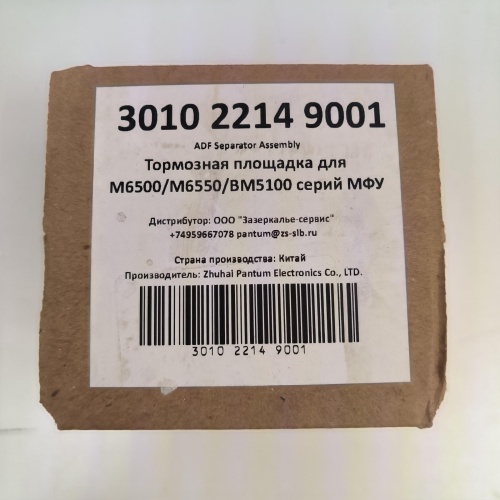 3010 2214 9001
ADF Separator Assembly
Тормозная площадка для
M6500/M6550/BM5100 серий МФУ
Дистрибутор: ООО "Зазеркалье-сервис"
+74959667078 pantum@zs-slb.ru
Страна производства: Китай
Производитель: Zhuhai Pantum Electronics Co., LTD.
3010 2214 9001